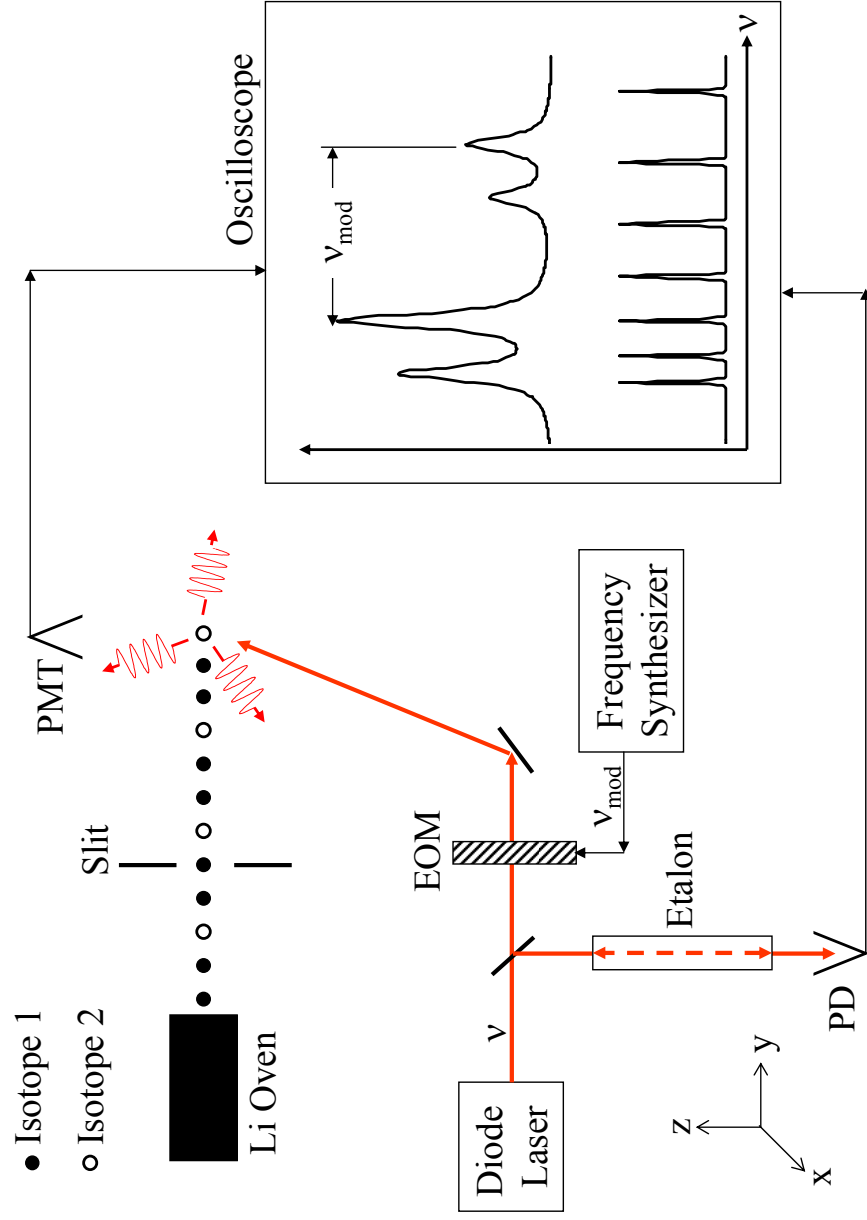 Isotope 1
Isotope 2
Li Oven
Slit
PMT
Oscilloscope
ν
ν_mod
Diode
Laser
ν
EOM
ν_mod
Frequency
Synthesizer
Etalon
PD
z
y
x